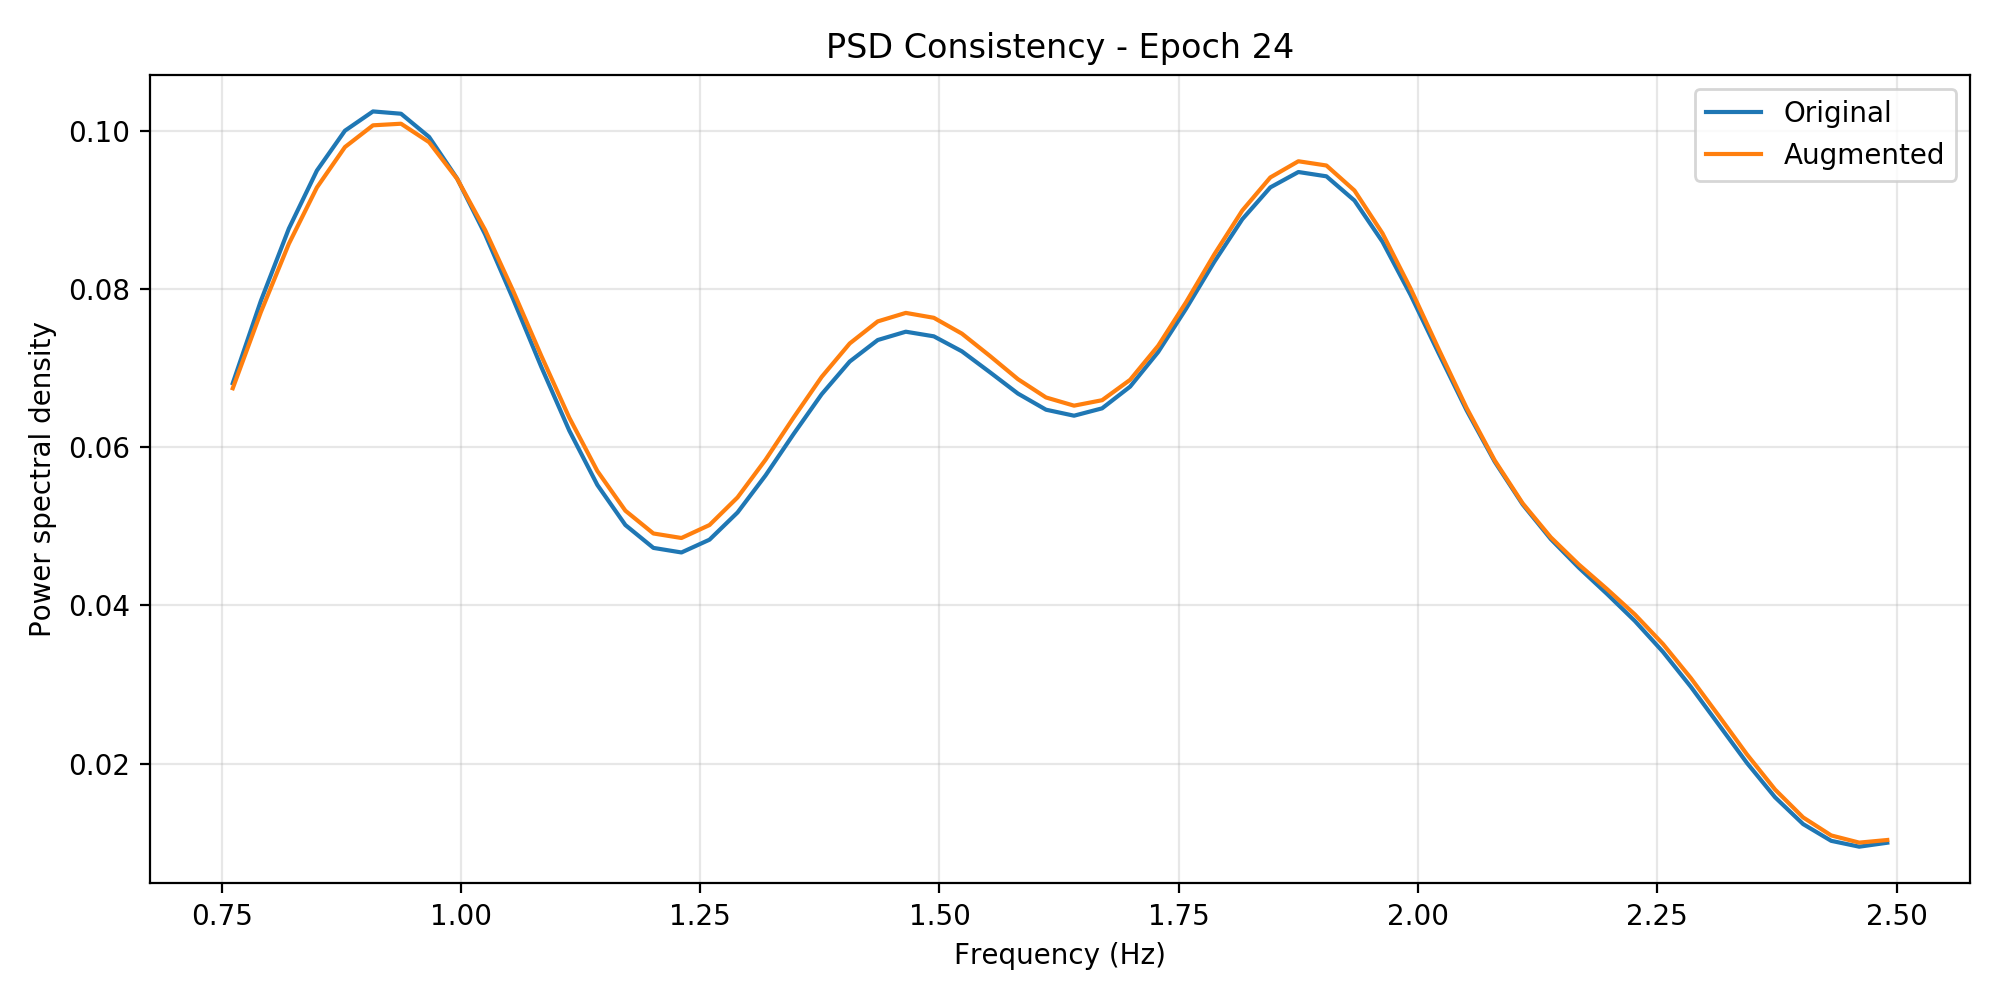 PSD Consistency - Epoch 24
Original
Augmented
Power spectral density
0.10
0.08
0.06
0.04
0.02
0.75 1.00 1.25 1.50 1.75 2.00 2.25 2.50
Frequency (Hz)